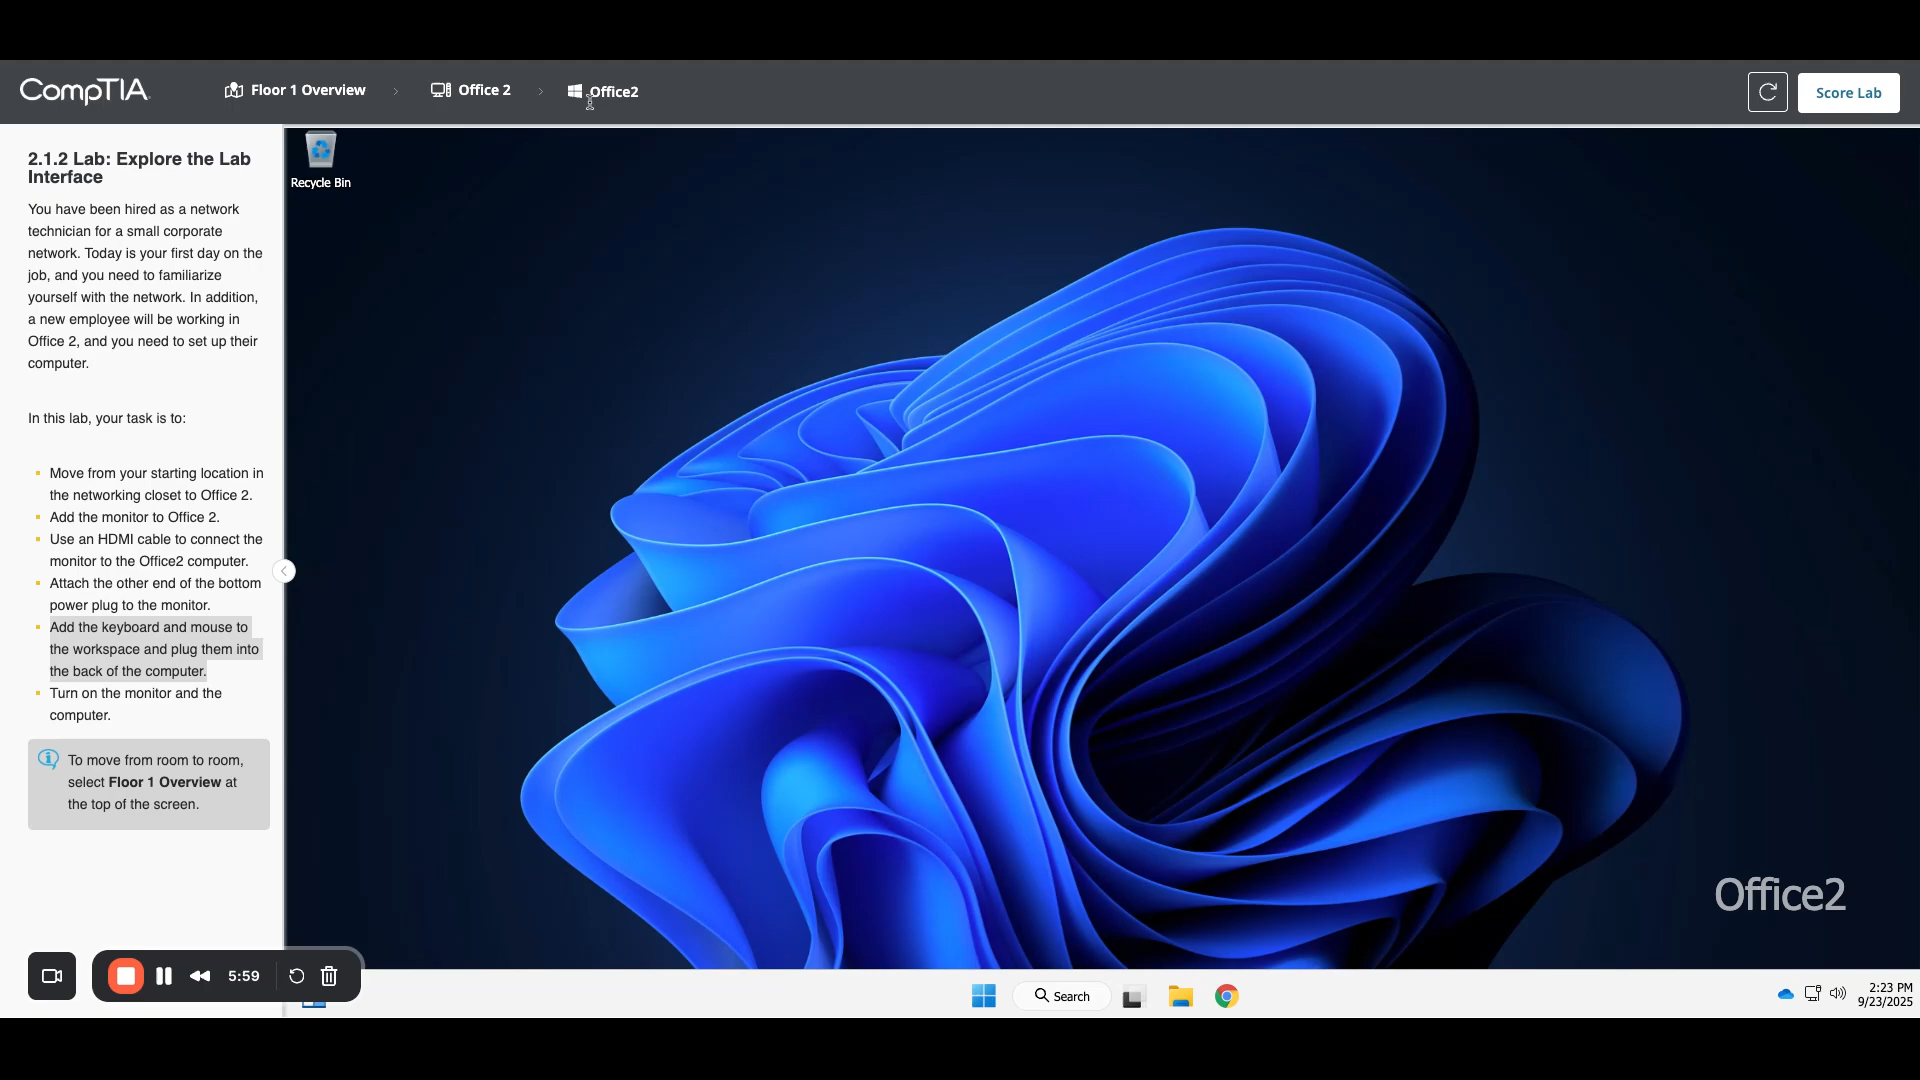 CompTIA.
Floor 1 Overview
Office 2
Office2
Score Lab
2.1.2 Lab: Explore the Lab
Interface
You have been hired as a network
technician for a small corporate
network. Today is your first day on the
job, and you need to familiarize
yourself with the network. In addition,
a new employee will be working in
Office 2, and you need to set up their
computer.
In this lab, your task is to:
Move from your starting location in
the networking closet to Office 2.
Add the monitor to Office 2.
Use an HDMI cable to connect the
monitor to the Office2 computer.
Attach the other end of the bottom
power plug to the monitor.
Add the keyboard and mouse to
the workspace and plug them into
the back of the computer.
Turn on the monitor and the
computer.
To move from room to room,
select Floor 1 Overview at
the top of the screen.
Recycle Bin
Office2
5:59
Search
2:23 PM
9/23/2025